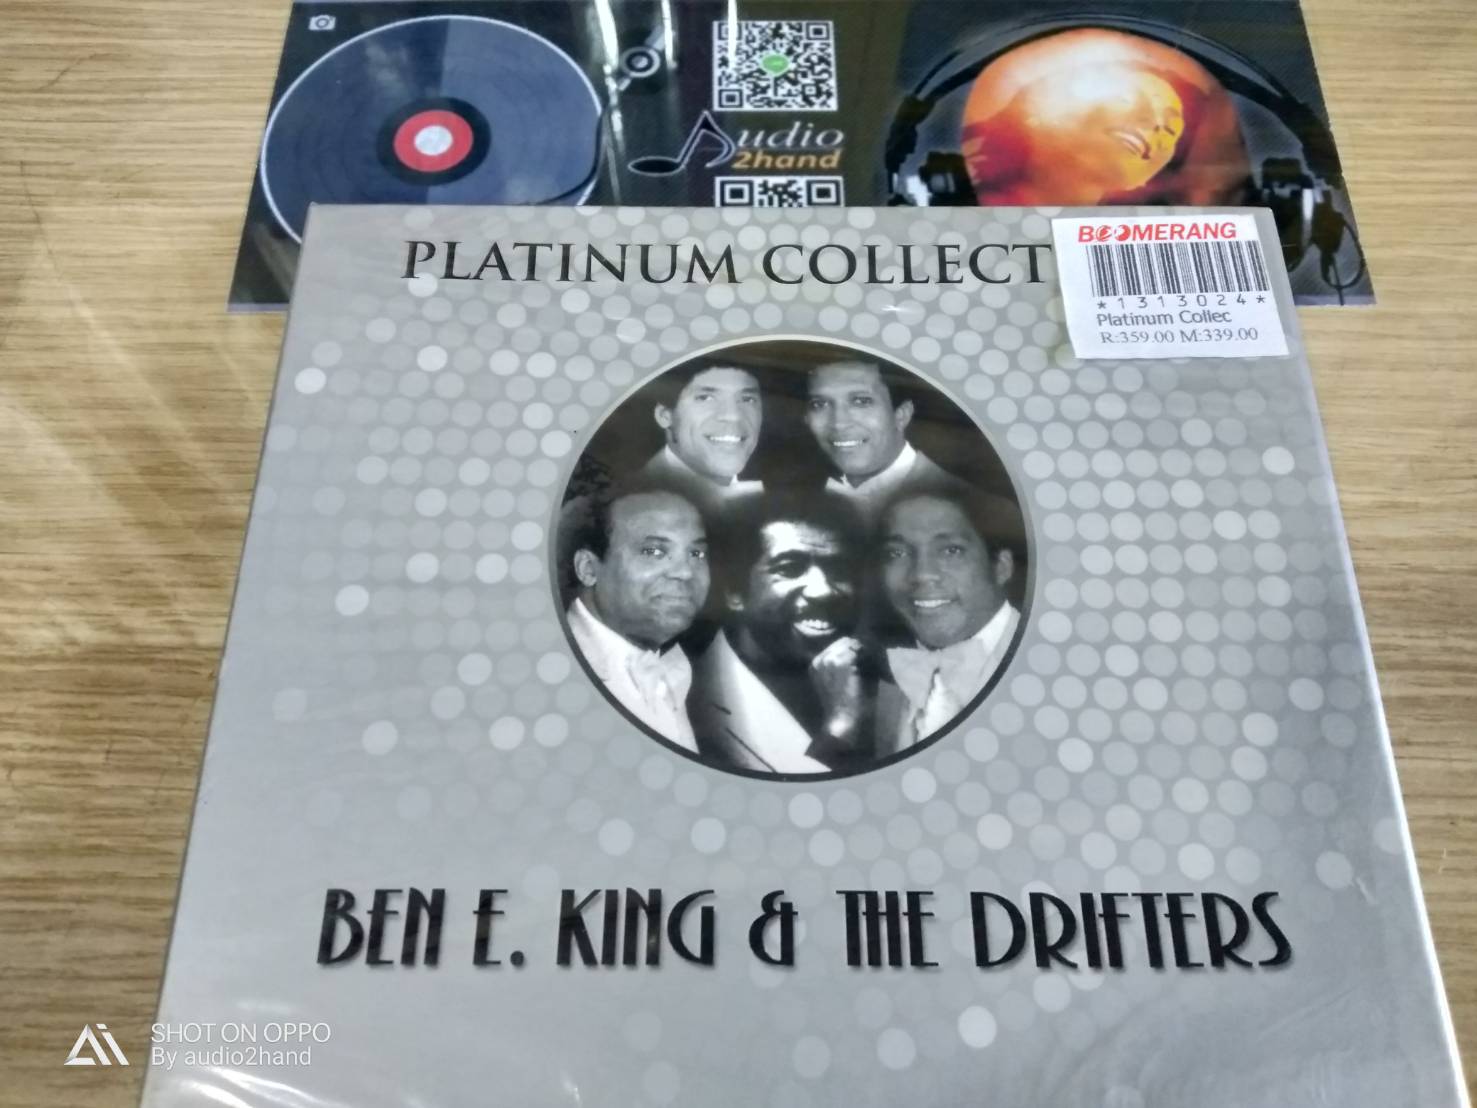 udio
2hand
PLATINUM COLLECT
BOOMERANG
*1313024*
Platinum Collec
R:359.00 M:339.00
BEN E. KING & THE DRIFTERS
SHOT ON OPPO
By audio2hand